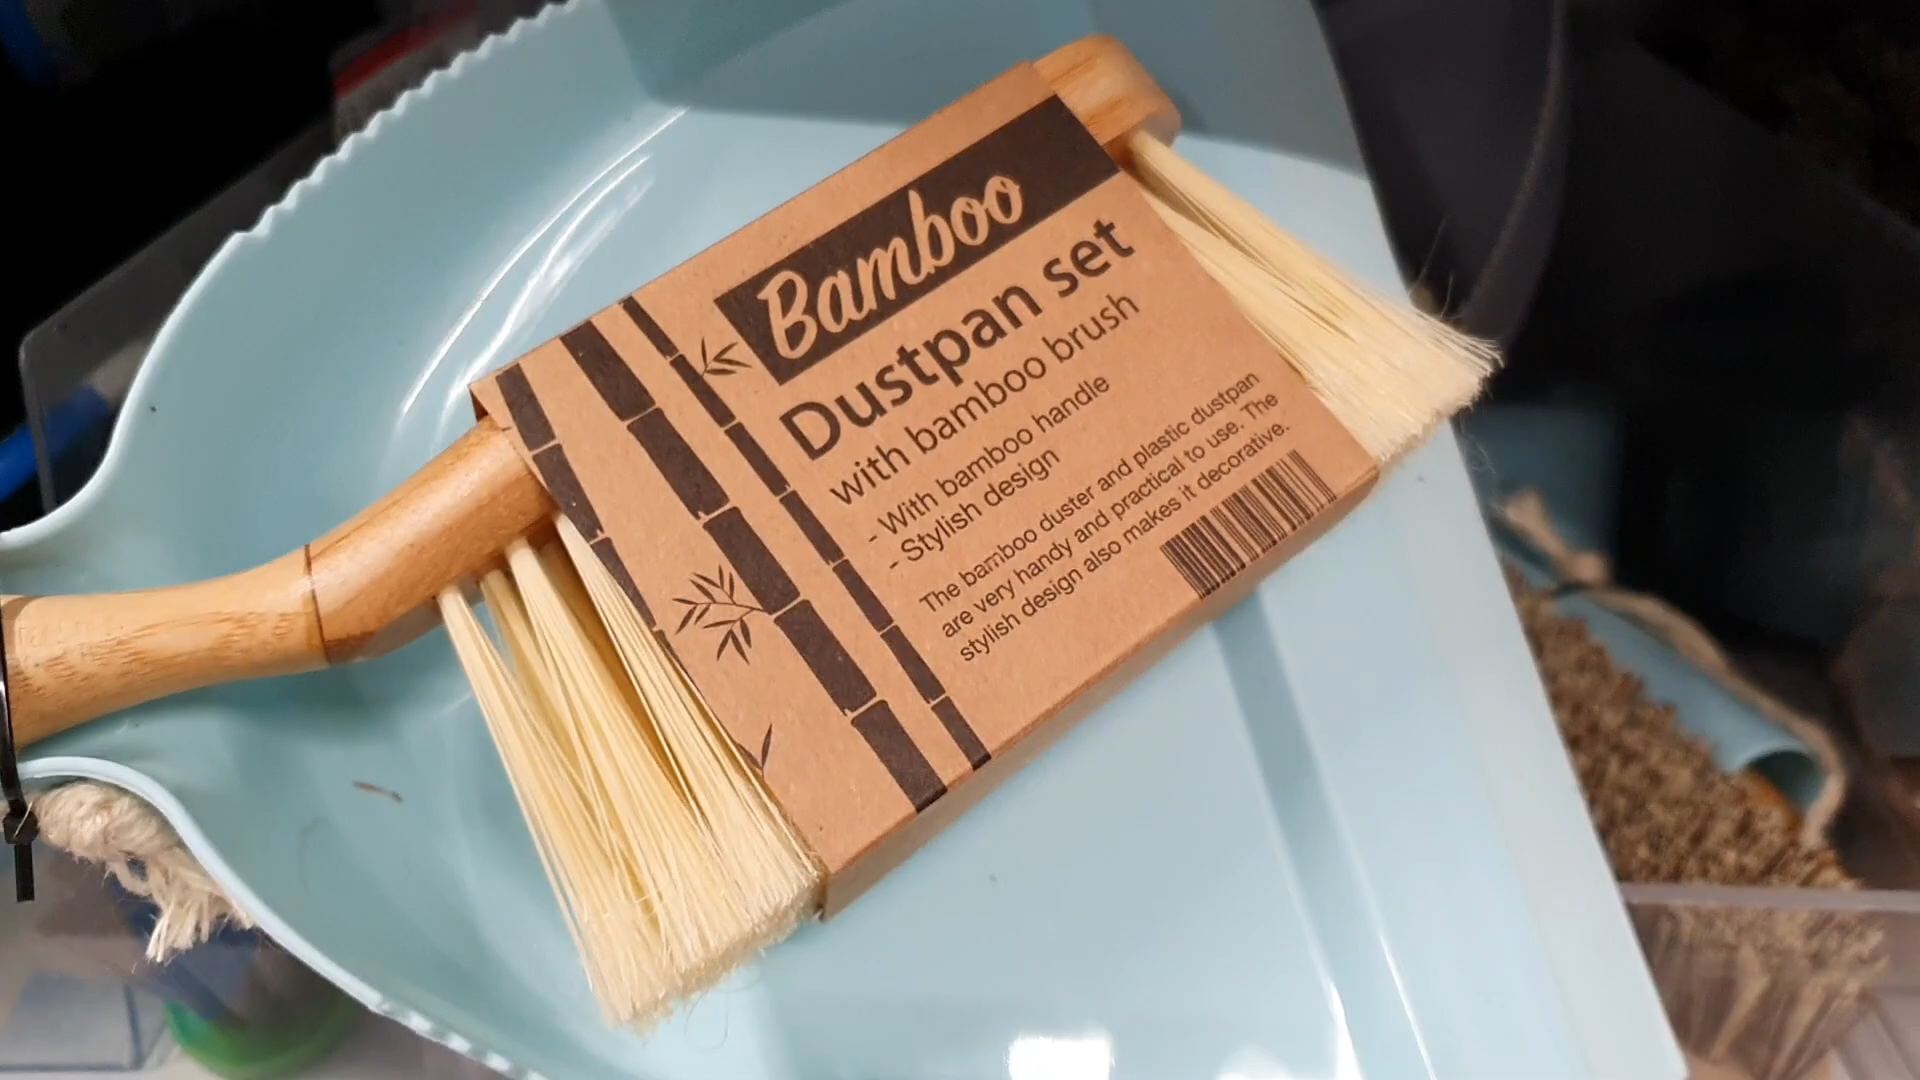 Bamboo
Dustpan set
with bamboo brush
- With bamboo handle
- Stylish design
The bamboo duster and plastic dustpan
are very handy and practical to use. The
stylish design also makes it decorative.